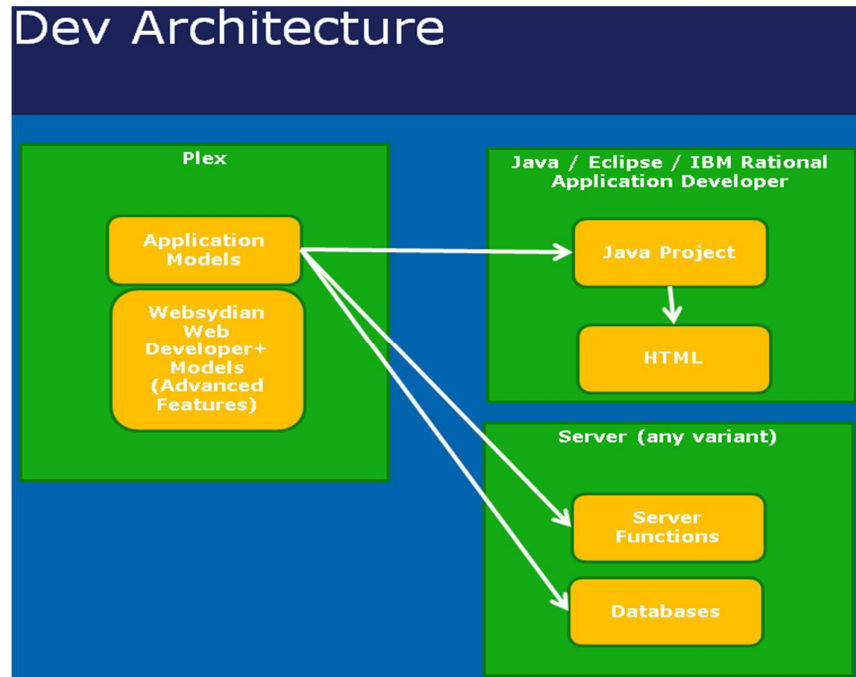 Dev Architecture
Plex
Application
Models
Websydian
Web
Developer+
Models
(Advanced
Features)
Java / Eclipse / IBM Rational
Application Developer
Java Project
HTML
Server (any variant)
Server
Functions
Databases